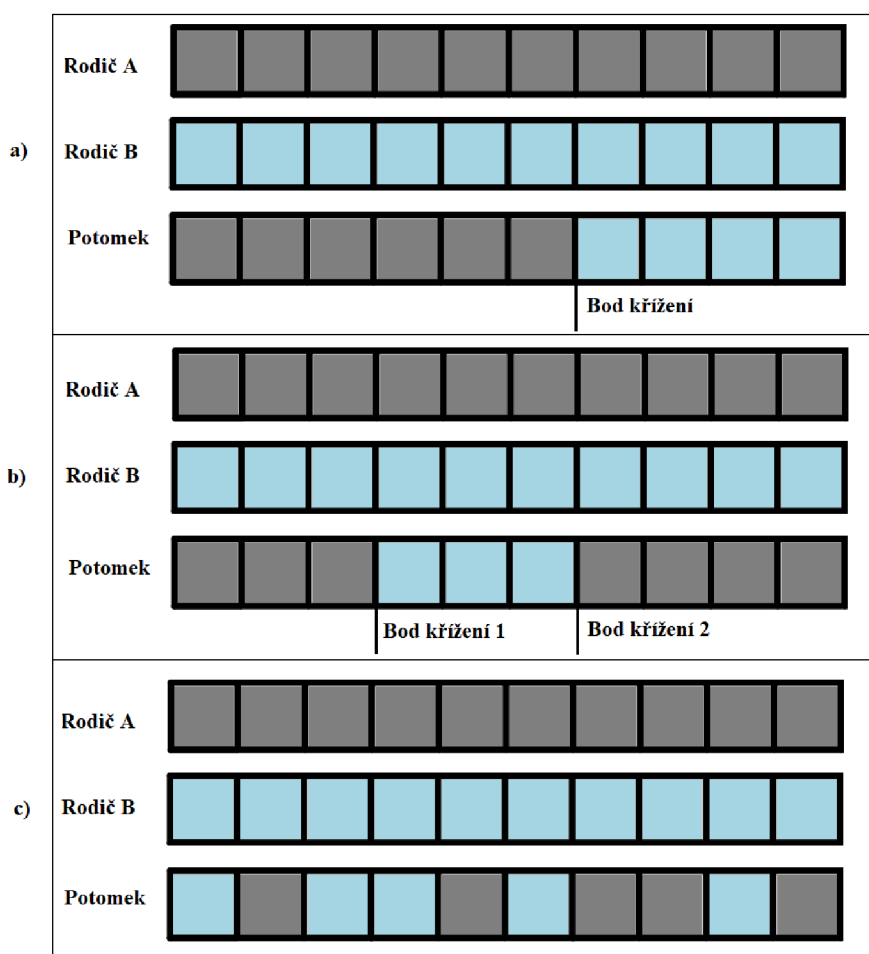 Rodič A
a)
Rodič B
Potomek
Bod křížení
Rodič A
b)
Rodič B
Potomek
Bod křížení 1
Bod křížení 2
Rodič A
c)
Rodič B
Potomek